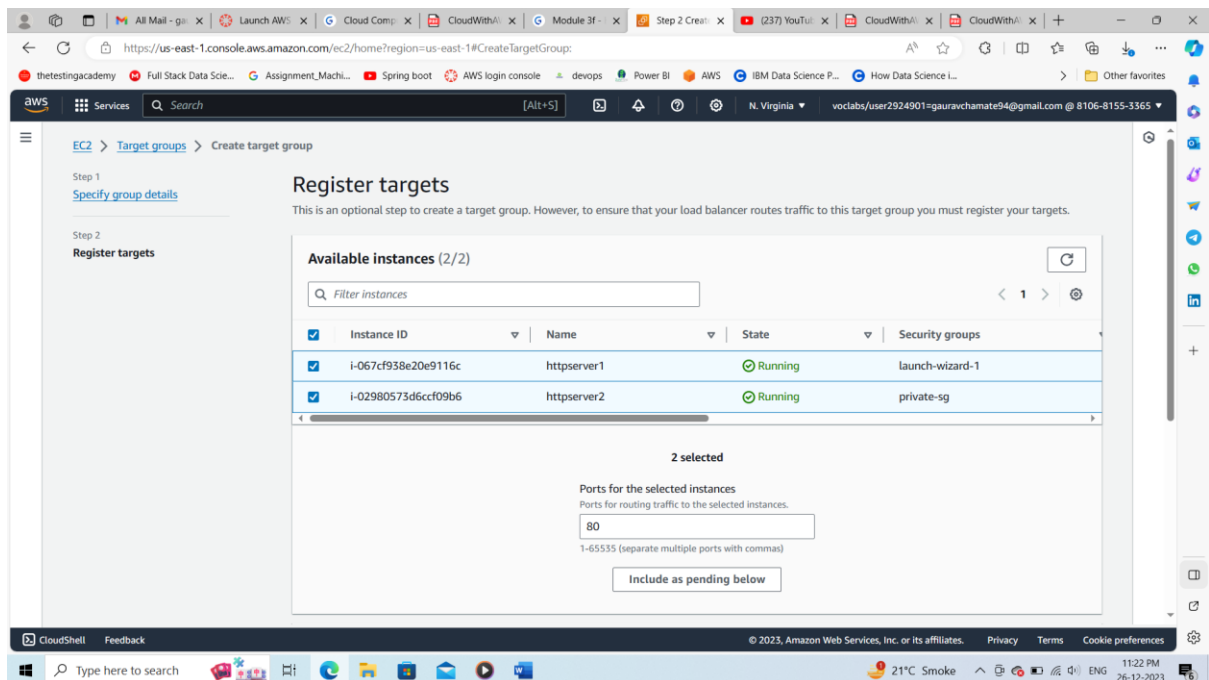 All Mail - gau
Launch AWS
Cloud Comp
CloudWithA
Module 3f -
Step 2 Create
(237) YouTub
CloudWithA
CloudWithA
https://us-east-1.console.aws.amazon.com/ec2/home?region=us-east-1#CreateTargetGroup:
thetestingacademy
Full Stack Data Scie...
Assignment_Machi...
Spring boot
AWS login console
devops
Power BI
AWS
IBM Data Science P...
How Data Science i...
Other favorites
aws
Services
Search
[Alt+S]
N. Virginia
voclabs/user2924901=gauravchamate94@gmail.com @ 8106-8155-3365
EC2 > Target groups > Create target group
Step 1
Specify group details
Step 2
Register targets
Register targets
This is an optional step to create a target group. However, to ensure that your load balancer routes traffic to this target group you must register your targets.
Available instances (2/2)
Filter instances
1
Instance ID Name State Security groups
i-067cf938e20e9116c httpserver1 Running launch-wizard-1
i-02980573d6ccf09b6 httpserver2 Running private-sg
2 selected
Ports for the selected instances
Ports for routing traffic to the selected instances.
80
1-65535 (separate multiple ports with commas)
Include as pending below
CloudShell Feedback
© 2023, Amazon Web Services, Inc. or its affiliates. Privacy Terms Cookie preferences
Type here to search
21°C Smoke
ENG
11:22 PM
26-12-2023
6